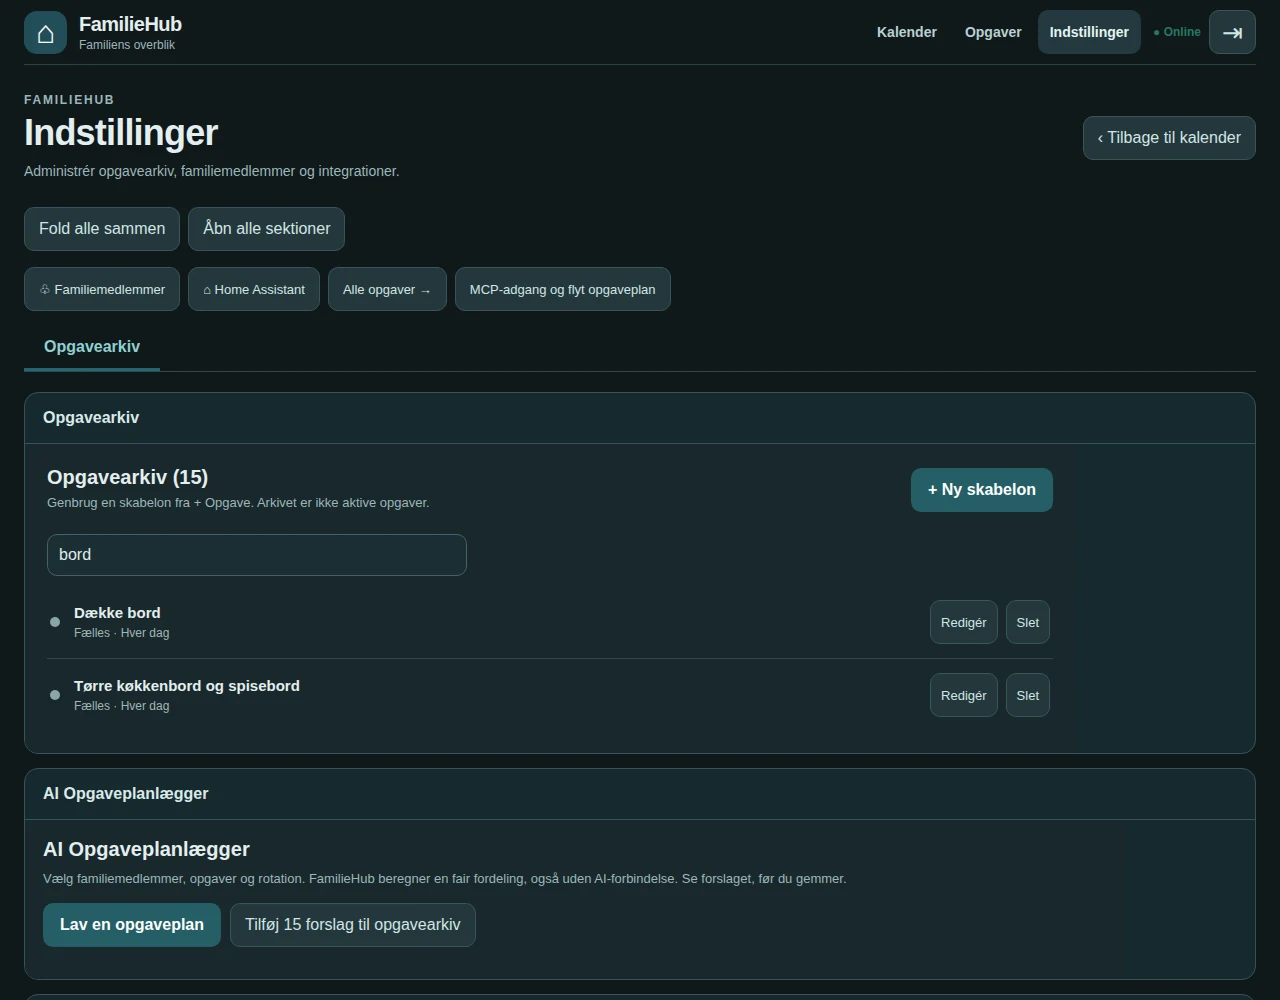 FamilieHub
Familiens overblik
Kalender
Opgaver
Indstillinger
● Online
⇥
FAMILIEHUB
Indstillinger
Administrér opgavearkiv, familiemedlemmer og integrationer.
‹ Tilbage til kalender
Fold alle sammen
Åbn alle sektioner
♧ Familiemedlemmer
⌂ Home Assistant
Alle opgaver →
MCP-adgang og flyt opgaveplan
Opgavearkiv
Opgavearkiv
Opgavearkiv (15)
Genbrug en skabelon fra + Opgave. Arkivet er ikke aktive opgaver.
+ Ny skabelon
bord
Dække bord
Fælles · Hver dag
Redigér
Slet
Tørre køkkenbord og spisebord
Fælles · Hver dag
Redigér
Slet
AI Opgaveplanlægger
AI Opgaveplanlægger
Vælg familiemedlemmer, opgaver og rotation. FamilieHub beregner en fair fordeling, også uden AI-forbindelse. Se forslaget, før du gemmer.
Lav en opgaveplan
Tilføj 15 forslag til opgavearkiv